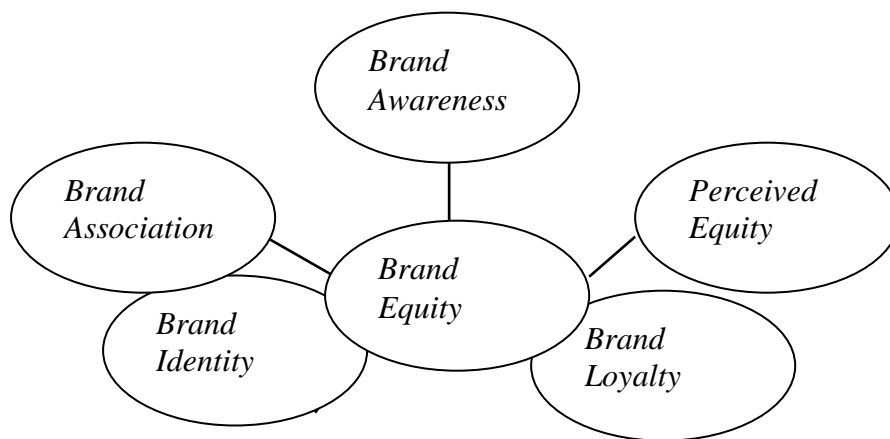 Brand
Awareness
Brand
Association
Perceived
Equity
Brand
Equity
Brand
Identity
Brand
Loyalty